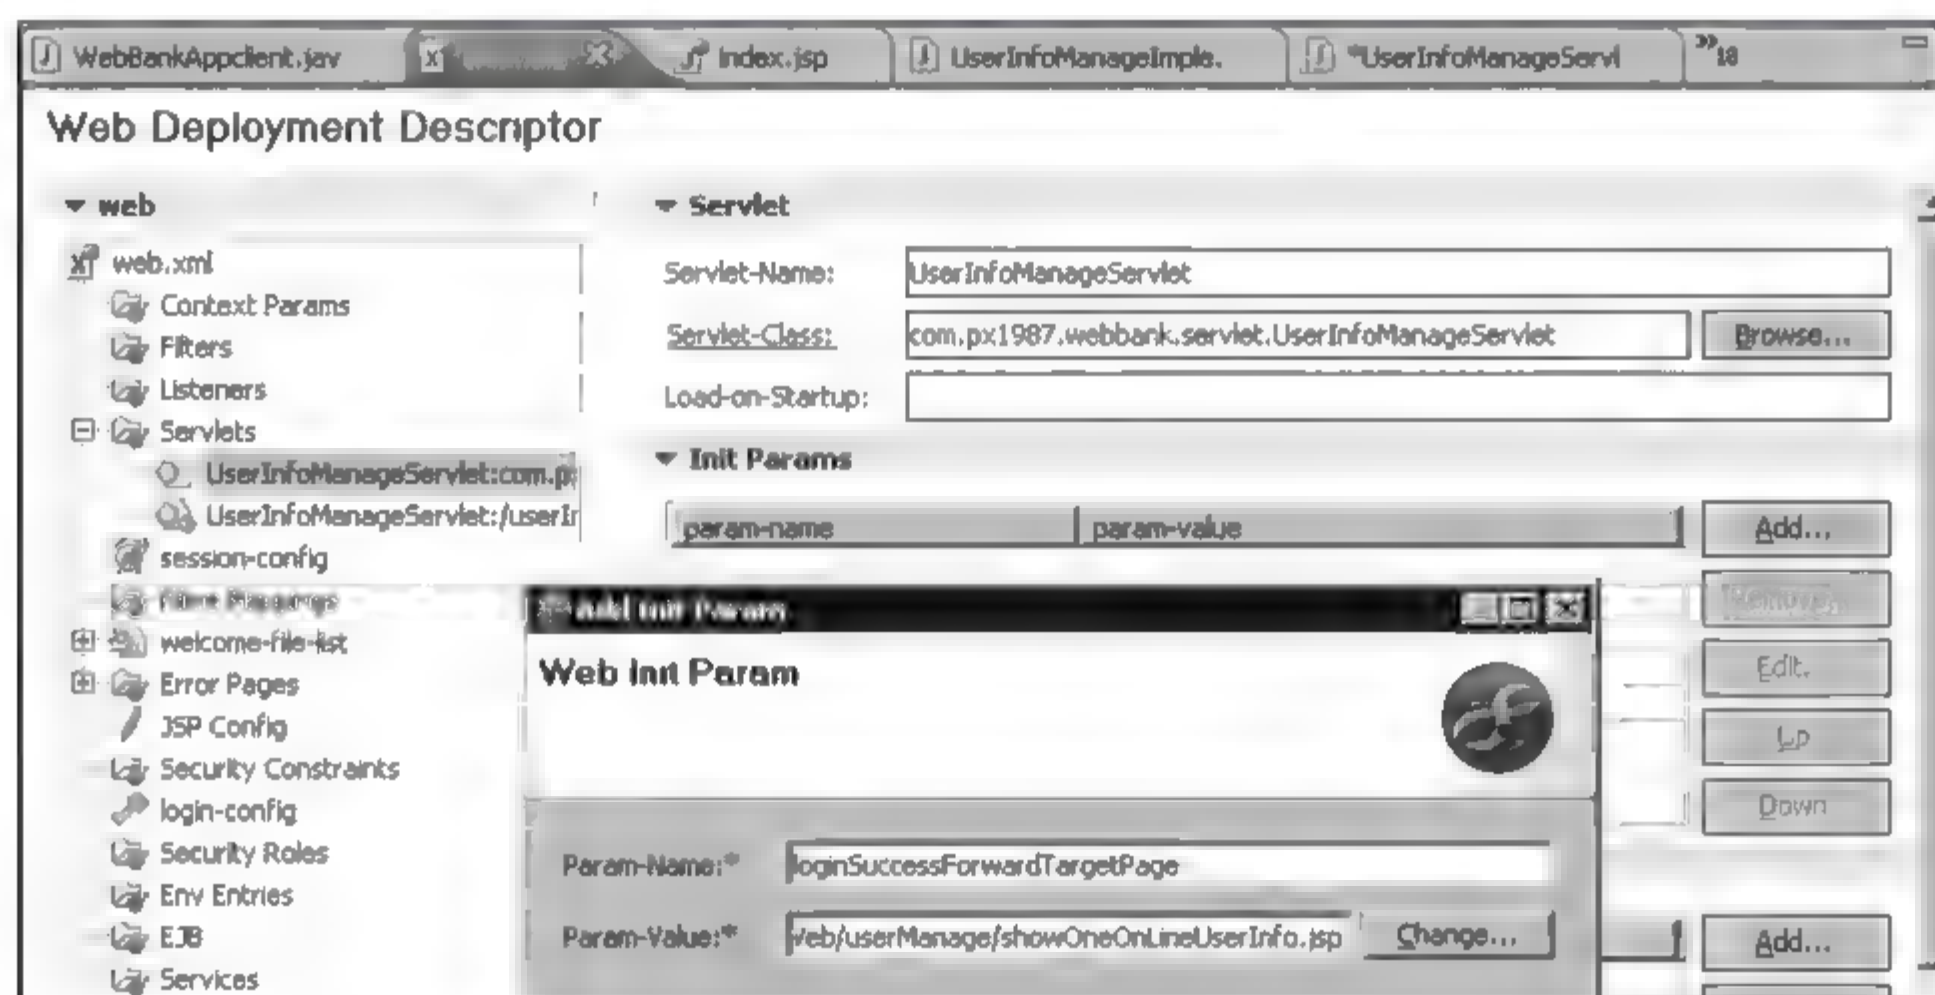 WebBankAppclient.jav
Index.jsp
UserInfoManageImple.
*UserInfoManageServl
»18
Web Deployment Descriptor
web
web.xml
Context Params
Filters
Listeners
Servlets
UserInfoManageServlet:com.p
UserInfoManageServlet:/userIr
session-config
welcome-file-list
Error Pages
JSP Config
Security Constraints
login-config
Security Roles
Env Entries
EJB
Services
Servlet
Servlet-Name:
UserInfoManageServlet
Servlet-Class:
com.px1987.webbank.servlet.UserInfoManageServlet
Browse...
Load-on-Startup:
Init Params
param-name
param-value
Add...
Remove
Edit.
Up
Down
Add Init Param
Web Init Param
Param-Name:*
loginSuccessForwardTargetPage
Param-Value:*
Veb/userManage/showOneOnLineUserInfo.jsp
Change...
Add...